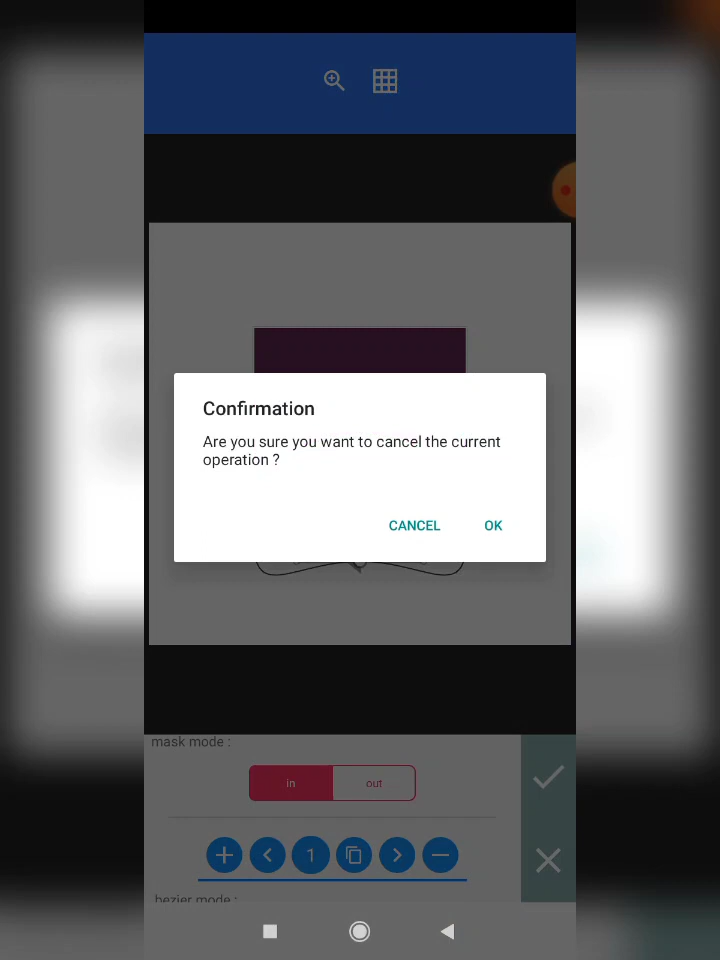 Confirmation
Are you sure you want to cancel the current
operation ?
CANCEL
OK
mask mode :
in
out
1
bezier mode :